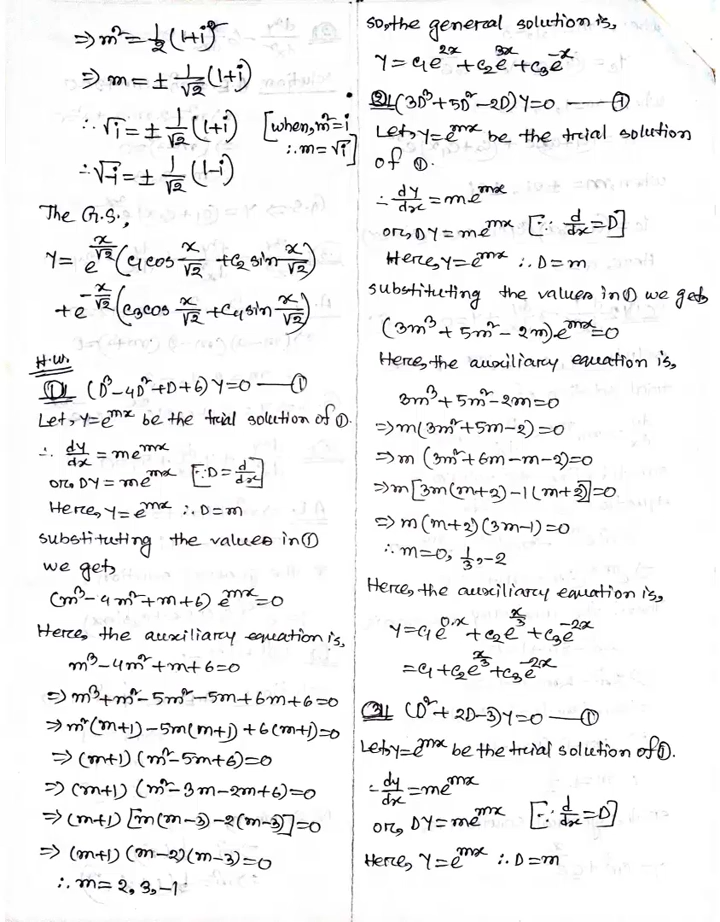 ⇒ m² = 1/2 (1+i)²
⇒ m = ± 1/√2 (1+i)
∴ √i = ± 1/√2 (1+i) [when, m² = i
∴ m = √i]
∴ √-i = ± 1/√2 (1-i)
The G.S.,
Y = e^(x/√2) (c₁cos x/√2 + c₂ sin x/√2)
+ e^(-x/√2) (c₃cos x/√2 + c₄ sin x/√2)
H.W.
1. (D³ - 4D² + D + 6) Y = 0 — ①
Let, Y = e^mx be the trial solution of ①.
∴ dy/dx = me^mx
or, DY = me^mx [∵ D = d/dx]
Here, Y = e^mx ∴ D = m
substituting the values in ①
we get,
(m³ - 4m² + m + 6) e^mx = 0
Here, the auxiliary equation is,
m³ - 4m² + m + 6 = 0
⇒ m³ + m² - 5m² - 5m + 6m + 6 = 0
⇒ m²(m+1) - 5m(m+1) + 6(m+1) = 0
⇒ (m+1) (m² - 5m + 6) = 0
⇒ (m+1) (m² - 3m - 2m + 6) = 0
⇒ (m+1) [m(m-3) - 2(m-3)] = 0
⇒ (m+1) (m-2) (m-3) = 0
∴ m = 2, 3, -1
so, the general solution is,
Y = c₁e^2x + c₂e^3x + c₃e^-x
2. (3D³ + 5D² - 2D) Y = 0 — ①
Let, Y = e^mx be the trial solution
of ①.
∴ dy/dx = me^mx
or, DY = me^mx [∵ d/dx = D]
Here, Y = e^mx ∴ D = m
substituting the values in ① we get,
(3m³ + 5m² - 2m) e^mx = 0
Here, the auxiliary equation is,
3m³ + 5m² - 2m = 0
⇒ m(3m² + 5m - 2) = 0
⇒ m (3m² + 6m - m - 2) = 0
⇒ m [3m(m+2) - 1(m+2)] = 0
⇒ m (m+2) (3m-1) = 0
∴ m = 0, 1/3, -2
Here, the auxiliary equation is,
Y = c₁e^0.x + c₂e^x/3 + c₃e^-2x
= c₁ + c₂e^x/3 + c₃e^-2x
3. (D² + 2D - 3) Y = 0 — ①
Let, Y = e^mx be the trial solution of ①.
∴ dy/dx = me^mx
or, DY = me^mx [∵ d/dx = D]
Here, Y = e^mx ∴ D = m